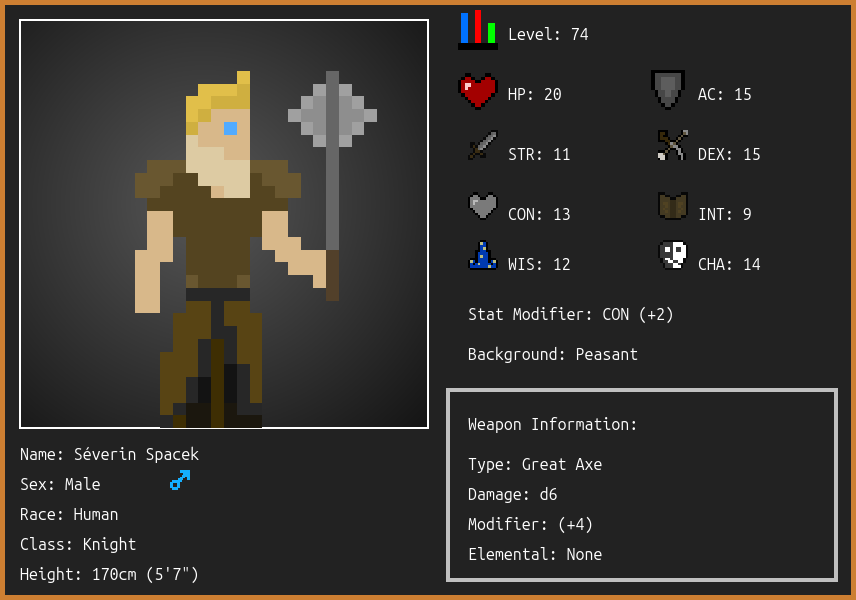 Level: 74
HP: 20
AC: 15
STR: 11
DEX: 15
CON: 13
INT: 9
WIS: 12
CHA: 14
Stat Modifier: CON (+2)
Background: Peasant
Weapon Information:
Type: Great Axe
Damage: d6
Modifier: (+4)
Elemental: None
Name: Séverin Spacek
Sex: Male
Race: Human
Class: Knight
Height: 170cm (5'7")